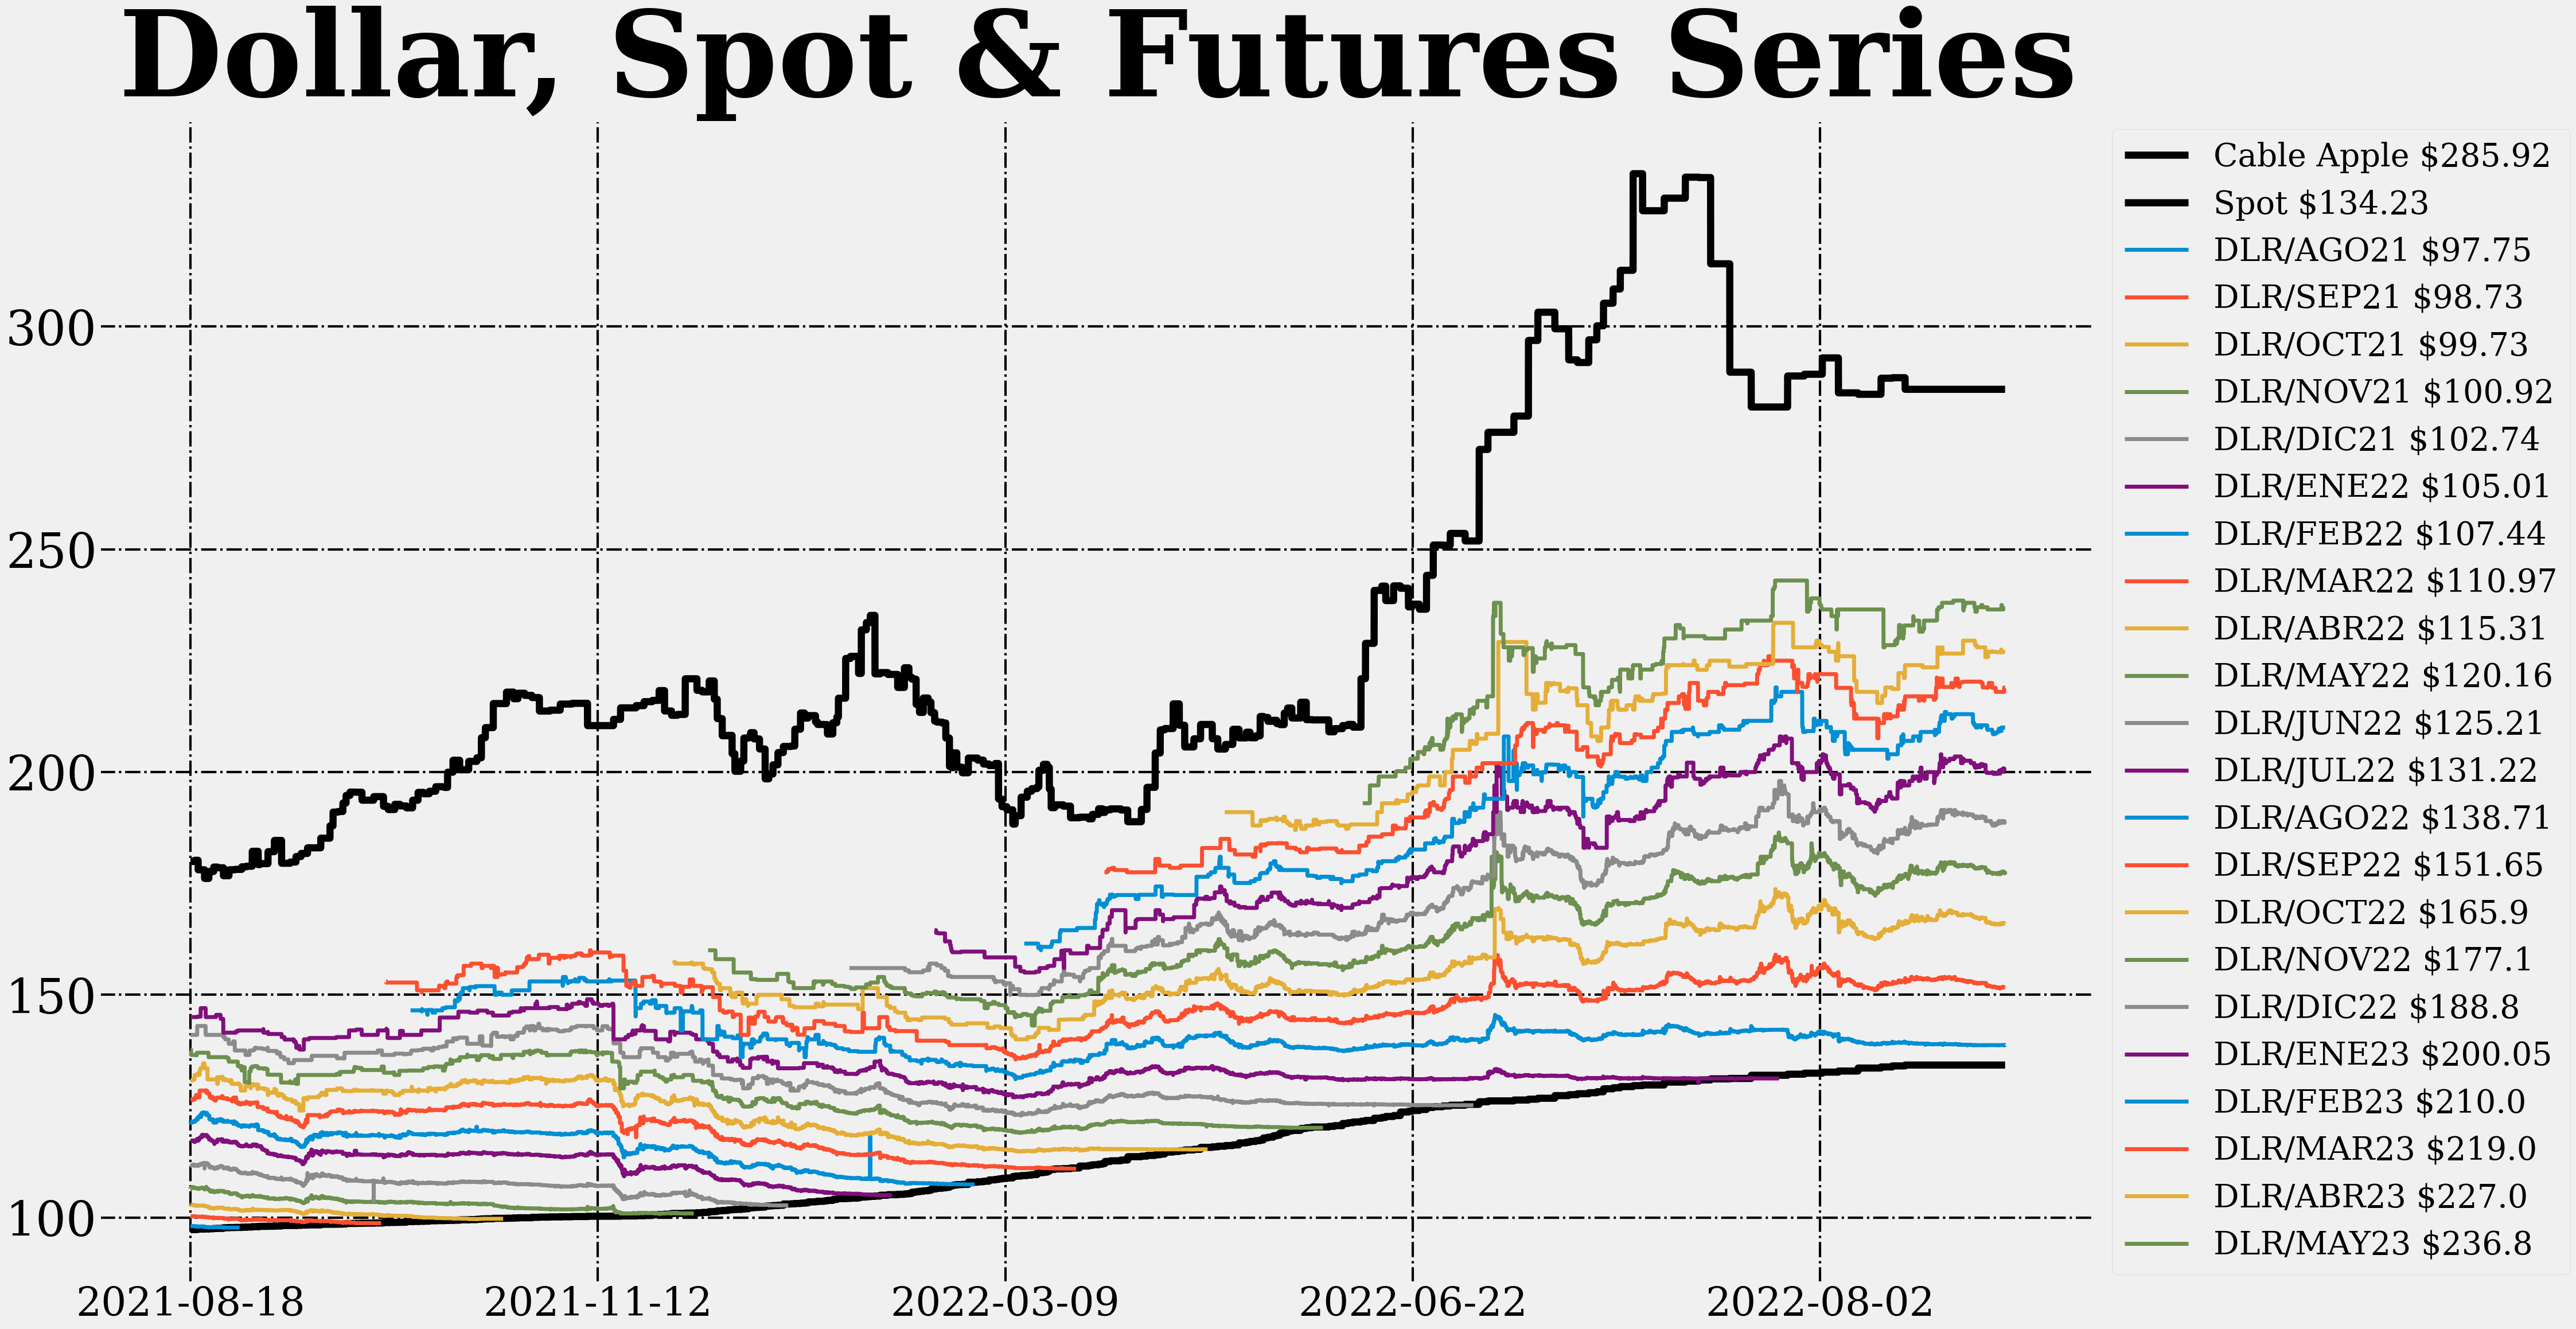 Dollar, Spot & Futures Series
300
250
200
150
100
2021-08-18
2021-11-12
2022-03-09
2022-06-22
2022-08-02
Cable Apple $285.92
Spot $134.23
DLR/AGO21 $97.75
DLR/SEP21 $98.73
DLR/OCT21 $99.73
DLR/NOV21 $100.92
DLR/DIC21 $102.74
DLR/ENE22 $105.01
DLR/FEB22 $107.44
DLR/MAR22 $110.97
DLR/ABR22 $115.31
DLR/MAY22 $120.16
DLR/JUN22 $125.21
DLR/JUL22 $131.22
DLR/AGO22 $138.71
DLR/SEP22 $151.65
DLR/OCT22 $165.9
DLR/NOV22 $177.1
DLR/DIC22 $188.8
DLR/ENE23 $200.05
DLR/FEB23 $210.0
DLR/MAR23 $219.0
DLR/ABR23 $227.0
DLR/MAY23 $236.8